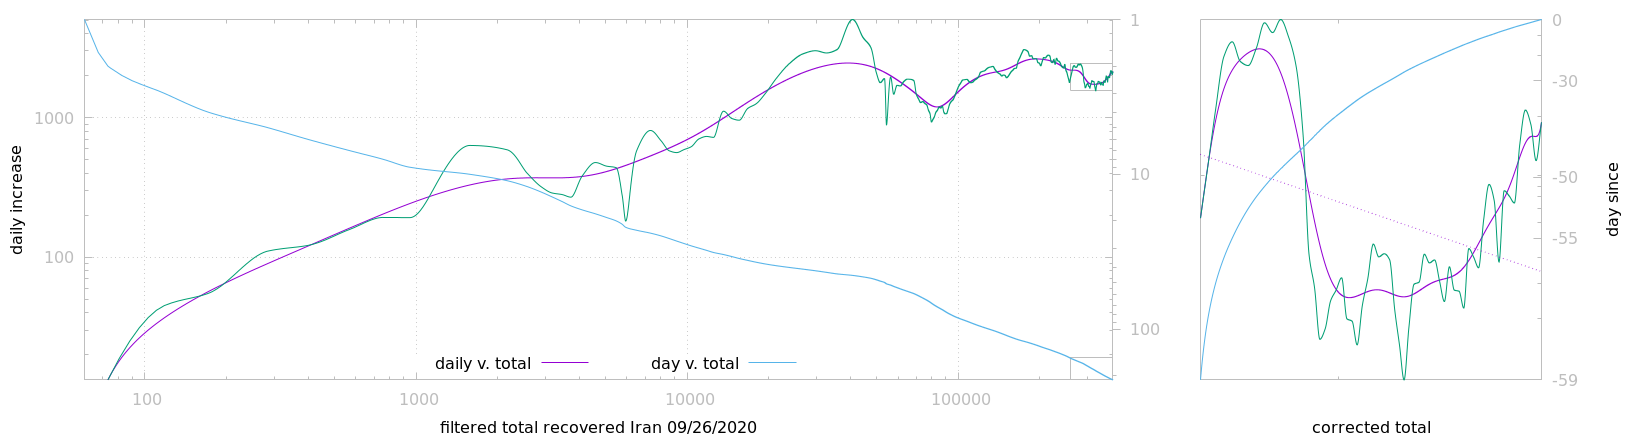 daily increase
1000
100
daily v. total
day v. total
1
10
100
100
1000
10000
100000
filtered total recovered Iran 09/26/2020
0
-30
-50
-55
-59
day since
corrected total